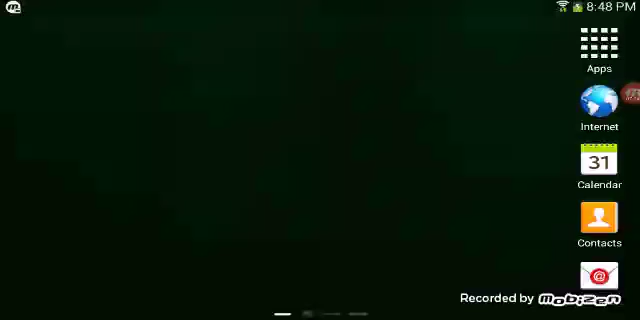 8:48 PM
Apps
Internet
31
Calendar
Contacts
@
Recorded by Mobizen